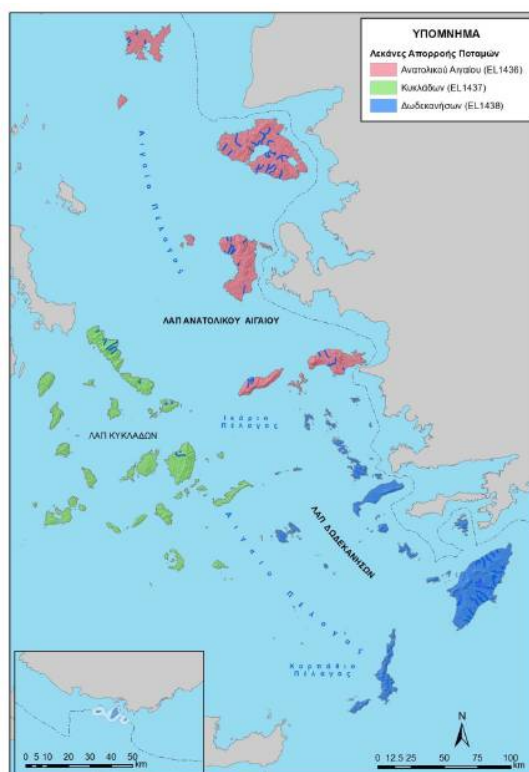 ΥΠΟΜΝΗΜΑ
Λεκάνες Απορροής Ποταμών
Ανατολικού Αιγαίου (EL1436)
Κυκλάδων (EL1437)
Δωδεκανήσων (EL1438)
Αιγαίο Πέλαγος
ΛΑΠ ΑΝΑΤΟΛΙΚΟΥ ΑΙΓΑΙΟΥ
Ικάριο
Πέλαγος
ΛΑΠ ΚΥΚΛΑΔΩΝ
Αιγαίο Πέλαγος
ΛΑΠ ΔΩΔΕΚΑΝΗΣΩΝ
Καρπάθιο
Πέλαγος
N
0 5 10 20 30 40 50
km
0 12.5 25 50 75 100
km